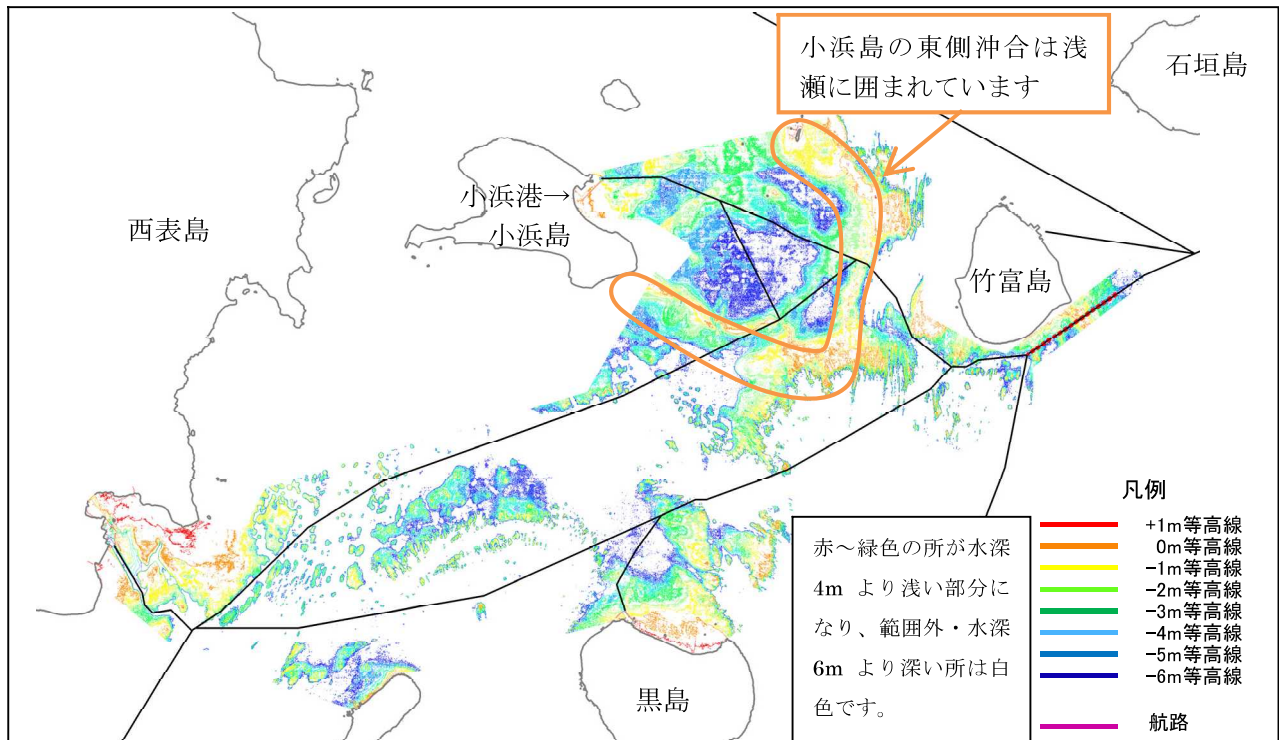 小浜島の東側沖合は浅
瀬に囲まれています
石垣島
小浜港→
小浜島
西表島
竹富島
黒島
赤～緑色の所が水深
4m より浅い部分に
なり、範囲外・水深
6m より深い所は白
色です。
凡例
+1m等高線
0m等高線
-1m等高線
-2m等高線
-3m等高線
-4m等高線
-5m等高線
-6m等高線
航路